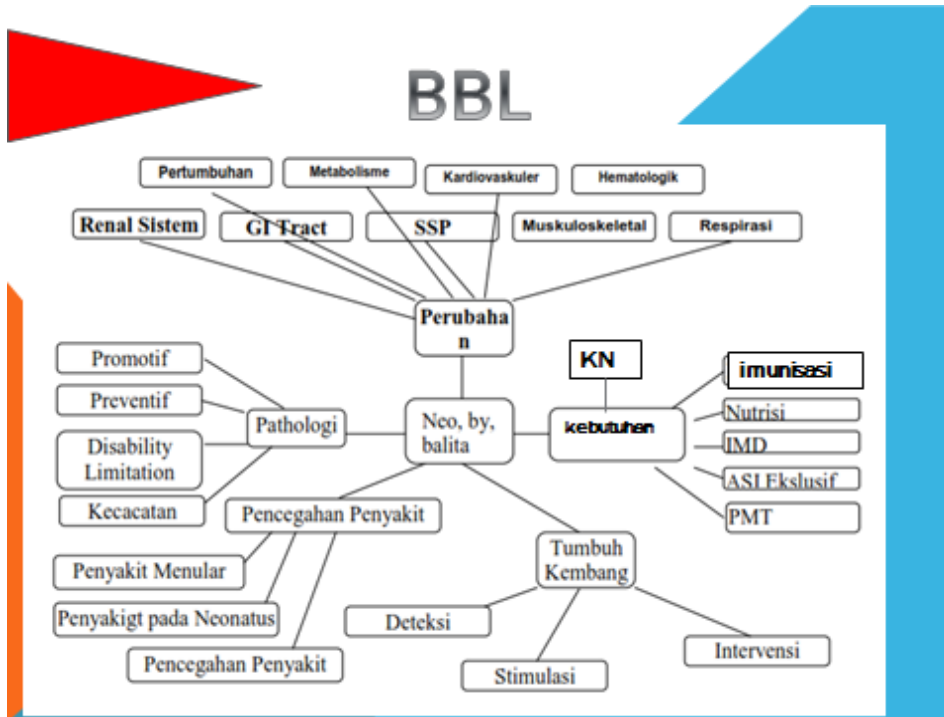 BBL
Pertumbuhan
Metabolisme
Kardiovaskuler
Hematologik
Renal Sistem
GI Tract
SSP
Muskuloskeletal
Respirasi
Perubaha
n
KN
imunisasi
Promotif
Preventif
Pathologi
Disability
Limitation
Kecacatan
Neo, by,
balita
kebutuhan
Nutrisi
IMD
ASI Ekslusif
PMT
Pencegahan Penyakit
Penyakit Menular
Penyakigt pada Neonatus
Pencegahan Penyakit
Tumbuh
Kembang
Deteksi
Stimulasi
Intervensi